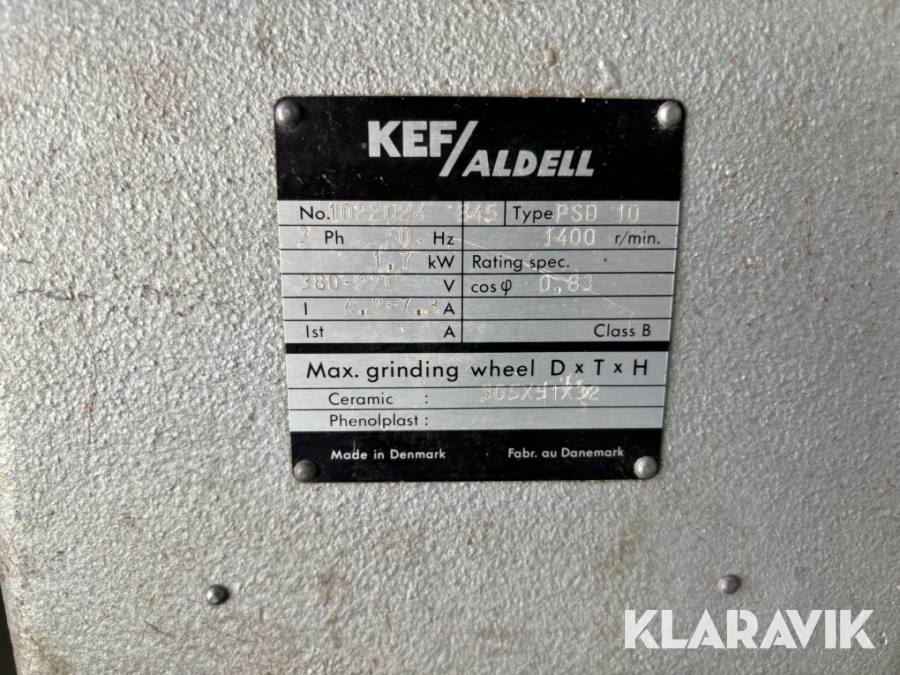 KEF/ALDELL
No. 1022024 845 Type PSD 10
3 Ph 50 Hz 1400 r/min.
1,7 kW Rating spec.
380-220 V cos φ 0,83
I 4,2-7,3 A
Ist A Class B
Max. grinding wheel D x T x H
Ceramic : 305X41X32
Phenolplast :
Made in Denmark Fabr. au Danemark
KLARAVIK